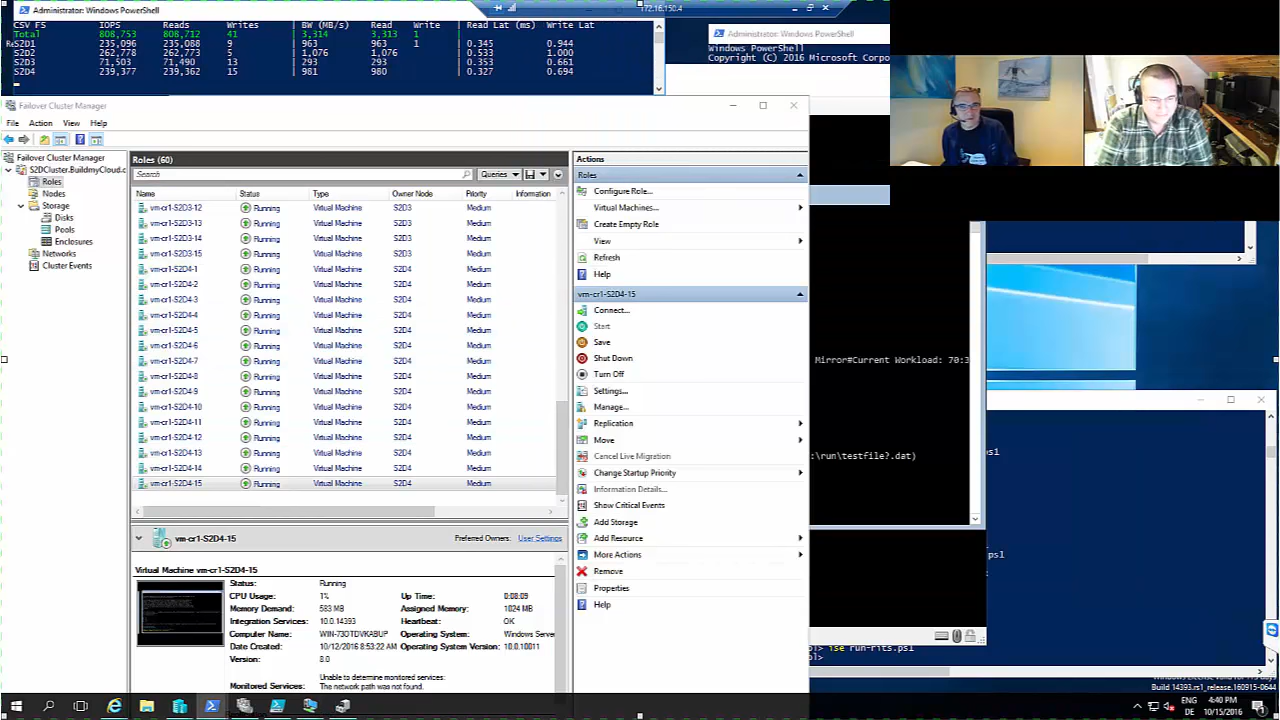 Administrator: Windows PowerShell
172.16.150.4
CSV_FS IOPS Reads Writes BW (MB/s) Read Write Read Lat (ms) Write Lat
Total 808,753 808,712 41 3,314 3,313 1
S2D1 235,096 235,088 9 963 963 1 0.345 0.944
S2D2 262,778 262,773 5 1,076 1,076 0.533 1.000
S2D3 71,503 71,490 13 293 293 0.353 0.661
S2D4 239,377 239,362 15 981 980 0.327 0.694
Administrator: Windows PowerShell
Windows PowerShell
Copyright (C) 2016 Microsoft Corpo
Failover Cluster Manager
File Action View Help
Failover Cluster Manager
S2DCluster.BuildmyCloud.c
Roles
Nodes
Storage
Disks
Pools
Enclosures
Networks
Cluster Events
Roles (60)
Search
Queries
Name Status Type Owner Node Priority Information
vm-cr1-S2D3-12 Running Virtual Machine S2D3 Medium
vm-cr1-S2D3-13 Running Virtual Machine S2D3 Medium
vm-cr1-S2D3-14 Running Virtual Machine S2D3 Medium
vm-cr1-S2D3-15 Running Virtual Machine S2D3 Medium
vm-cr1-S2D4-1 Running Virtual Machine S2D4 Medium
vm-cr1-S2D4-2 Running Virtual Machine S2D4 Medium
vm-cr1-S2D4-3 Running Virtual Machine S2D4 Medium
vm-cr1-S2D4-4 Running Virtual Machine S2D4 Medium
vm-cr1-S2D4-5 Running Virtual Machine S2D4 Medium
vm-cr1-S2D4-6 Running Virtual Machine S2D4 Medium
vm-cr1-S2D4-7 Running Virtual Machine S2D4 Medium
vm-cr1-S2D4-8 Running Virtual Machine S2D4 Medium
vm-cr1-S2D4-9 Running Virtual Machine S2D4 Medium
vm-cr1-S2D4-10 Running Virtual Machine S2D4 Medium
vm-cr1-S2D4-11 Running Virtual Machine S2D4 Medium
vm-cr1-S2D4-12 Running Virtual Machine S2D4 Medium
vm-cr1-S2D4-13 Running Virtual Machine S2D4 Medium
vm-cr1-S2D4-14 Running Virtual Machine S2D4 Medium
vm-cr1-S2D4-15 Running Virtual Machine S2D4 Medium
vm-cr1-S2D4-15 Preferred Owners: User Settings
Virtual Machine vm-cr1-S2D4-15
Status: Running
CPU Usage: 1% Up Time: 0:08:09
Memory Demand: 583 MB Assigned Memory: 1024 MB
Integration Services: 10.0.14393 Heartbeat: OK
Computer Name: WIN-73OTDVKABUP Operating System: Windows Server
Date Created: 10/12/2016 8:53:22 AM Operating System Version: 10.0.10011
Version: 8.0
Monitored Services: Unable to determine monitored services:
The network path was not found.
Actions
Roles
Configure Role...
Virtual Machines...
Create Empty Role
View
Refresh
Help
vm-cr1-S2D4-15
Connect...
Start
Save
Shut Down
Turn Off
Settings...
Manage...
Replication
Move
Cancel Live Migration
Change Startup Priority
Information Details...
Show Critical Events
Add Storage
Add Resource
More Actions
Remove
Properties
Help
Mirror#Current Workload: 70:3
:\run\testfile?.dat)
ps1
ps1
ol> ise run-rits.ps1
ol>
Build 14393.rs1_release.160915-0644
ENG 4:40 PM
DE 10/15/2016